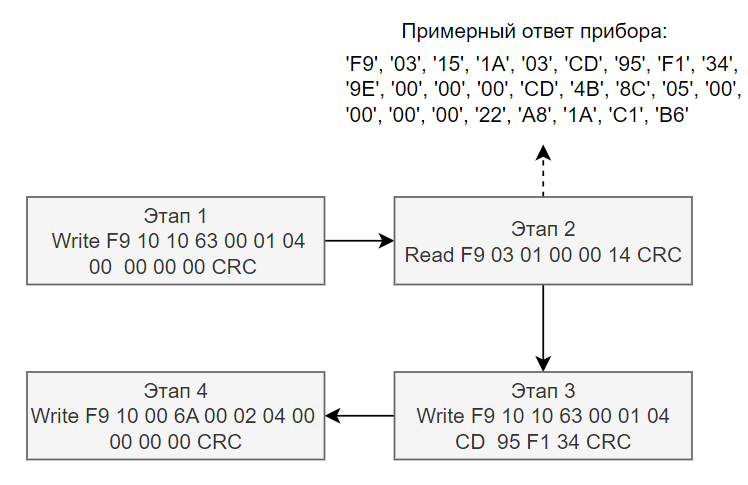 Примерный ответ прибора:
'F9', '03', '15', '1A', '03', 'CD', '95', 'F1', '34',
'9E', '00', '00', '00', 'CD', '4B', '8C', '05', '00',
'00', '00', '00', '22', 'A8', '1A', 'C1', 'B6'
Этап 1
Write F9 10 10 63 00 01 04
00 00 00 00 CRC
Этап 2
Read F9 03 01 00 00 14 CRC
Этап 4
Write F9 10 00 6A 00 02 04 00
00 00 00 CRC
Этап 3
Write F9 10 10 63 00 01 04
CD 95 F1 34 CRC